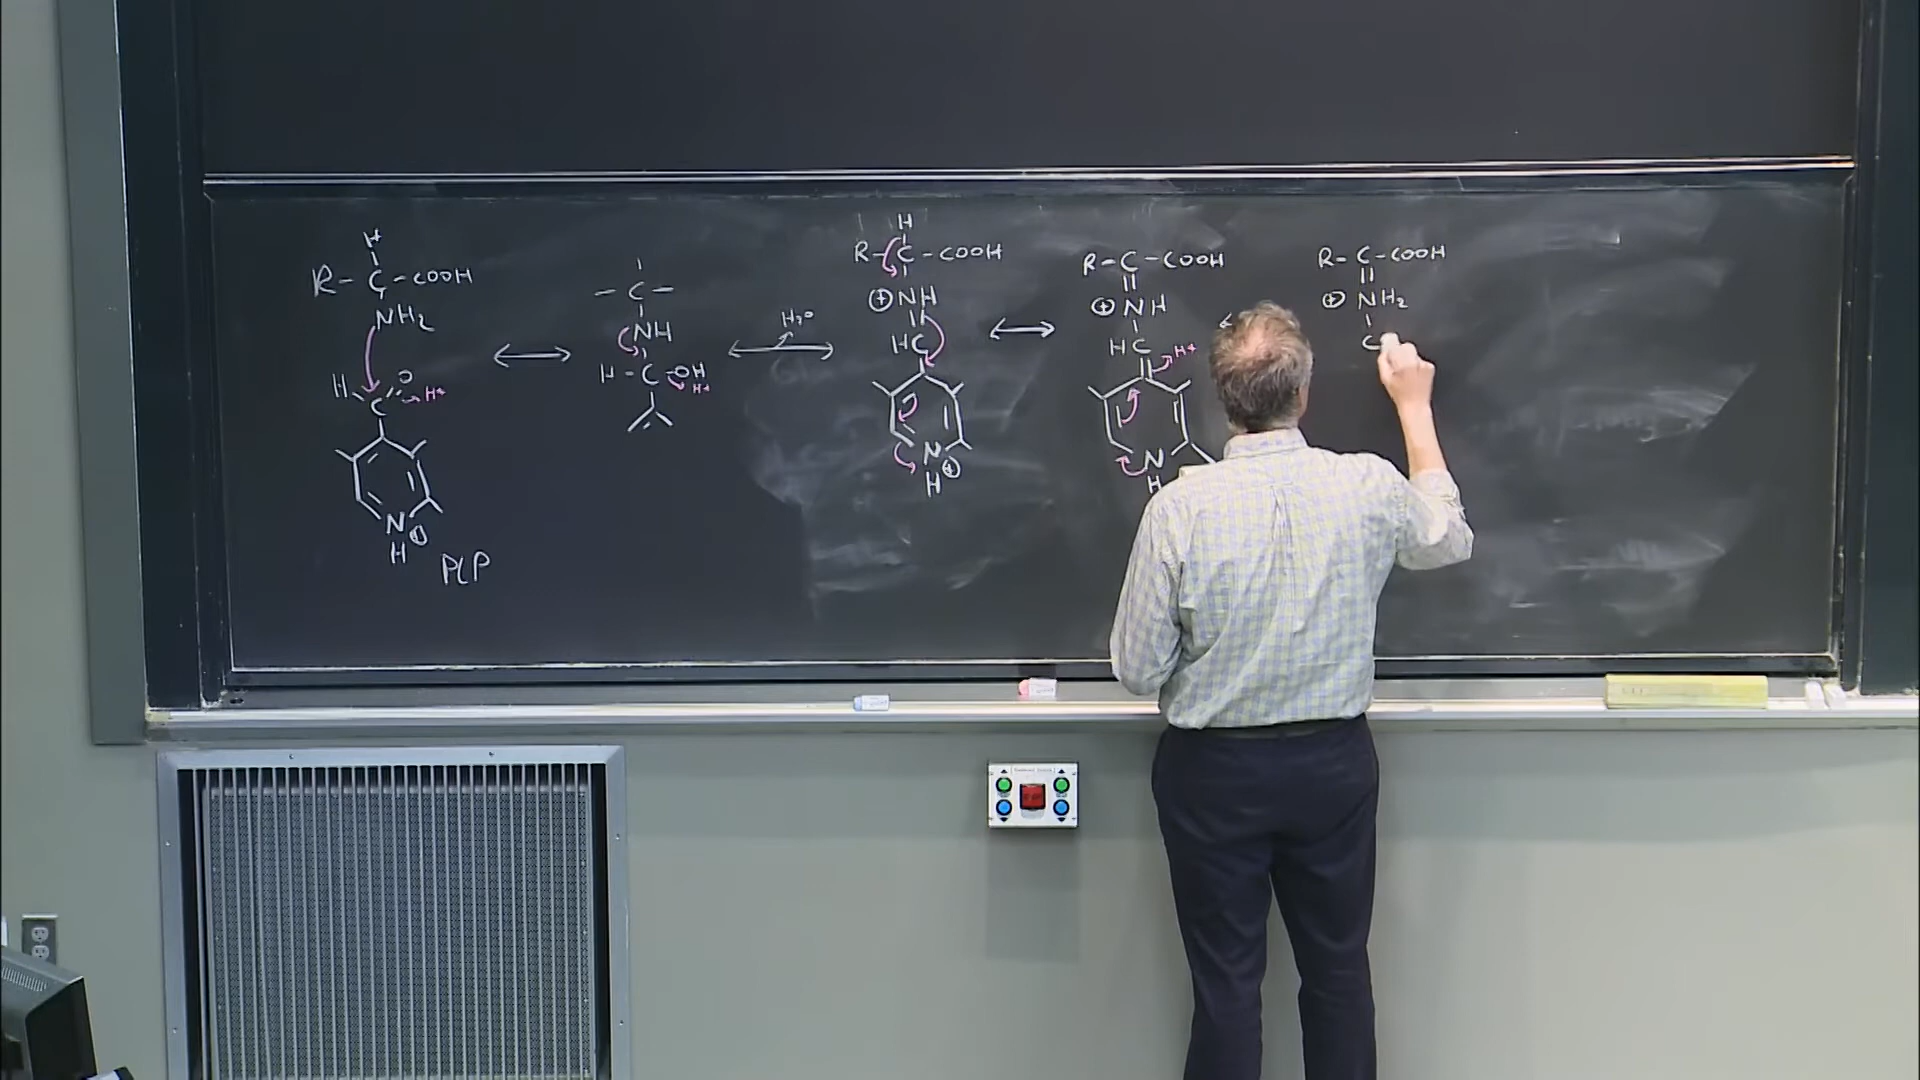 H
R-C-COOH
NH2
H C O H+
N ⊕
H
PLP
-C-
NH
H-C-OH
H+
H2O
H
R-C-COOH
⊕ NH
HC
N ⊕
H
R-C-COOH
⊕ NH
HC H+
N
H
R-C-COOH
⊕ NH2
C